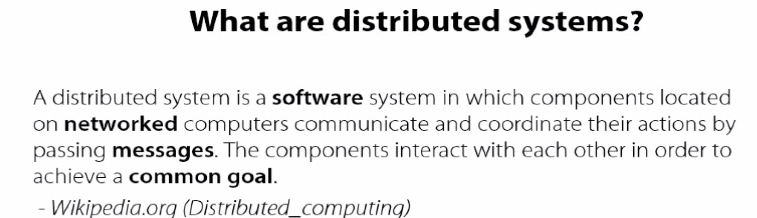 What are distributed systems?
A distributed system is a software system in which components located
on networked computers communicate and coordinate their actions by
passing messages. The components interact with each other in order to
achieve a common goal.
- Wikipedia.org (Distributed_computing)